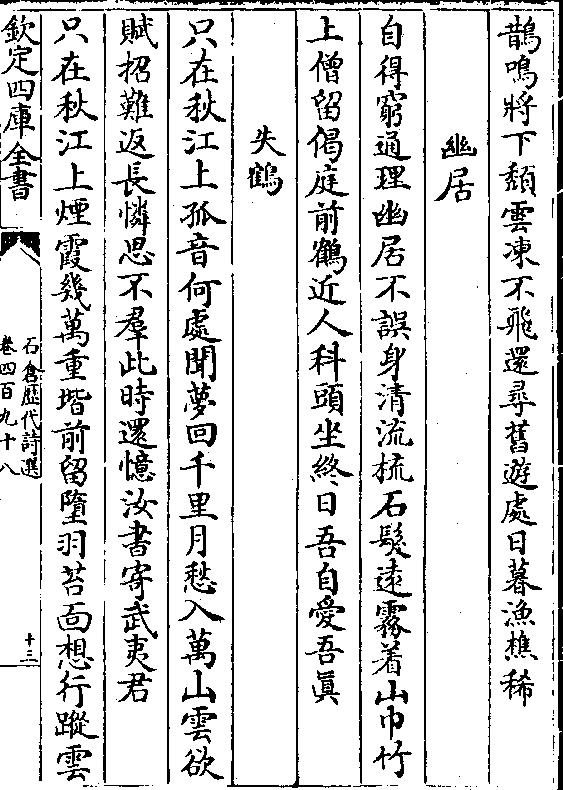 鵲鳴將下頽雲凍不飛還尋舊遊處日暮漁樵稀
幽居
自得窮通理幽居不誤身清流梳石髮遠霧着山巾竹
上僧留偈庭前鶴近人科頭坐終日吾自愛吾眞
失鶴
只在秋江上孤音何處聞夢回千里月愁入萬山雲欲
賦招難返長憐思不羣此時還憶汝書寄武夷君
只在秋江上煙霞幾萬重堦前留墮羽苔面想行蹤雲
欽定四庫全書
石倉歷代詩選
卷四百九十八
十三